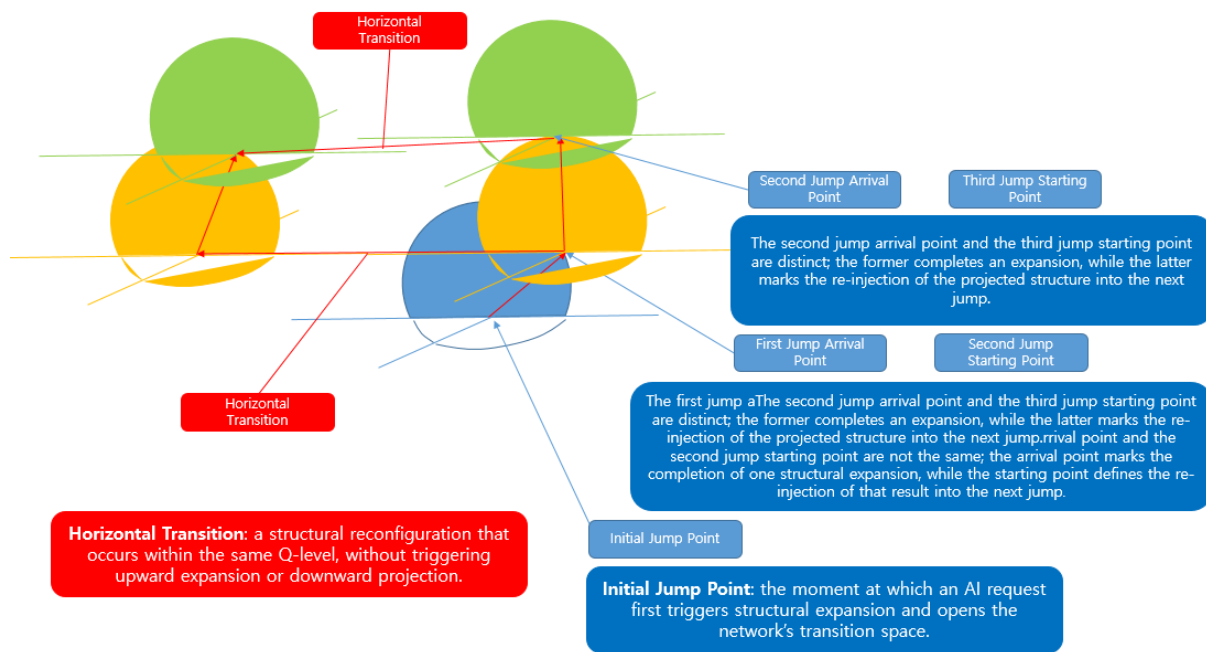 Horizontal
Transition
Second Jump Arrival
Point
Third Jump Starting
Point
The second jump arrival point and the third jump starting point
are distinct; the former completes an expansion, while the latter
marks the re-injection of the projected structure into the next
jump.
First Jump Arrival
Point
Second Jump
Starting Point
Horizontal
Transition
The first jump aThe second jump arrival point and the third jump starting point
are distinct; the former completes an expansion, while the latter marks the re-
injection of the projected structure into the next jump.rrival point and the
second jump starting point are not the same; the arrival point marks the
completion of one structural expansion, while the starting point defines the re-
injection of that result into the next jump.
Horizontal Transition: a structural reconfiguration that
occurs within the same Q-level, without triggering
upward expansion or downward projection.
Initial Jump Point
Initial Jump Point: the moment at which an AI request
first triggers structural expansion and opens the
network's transition space.